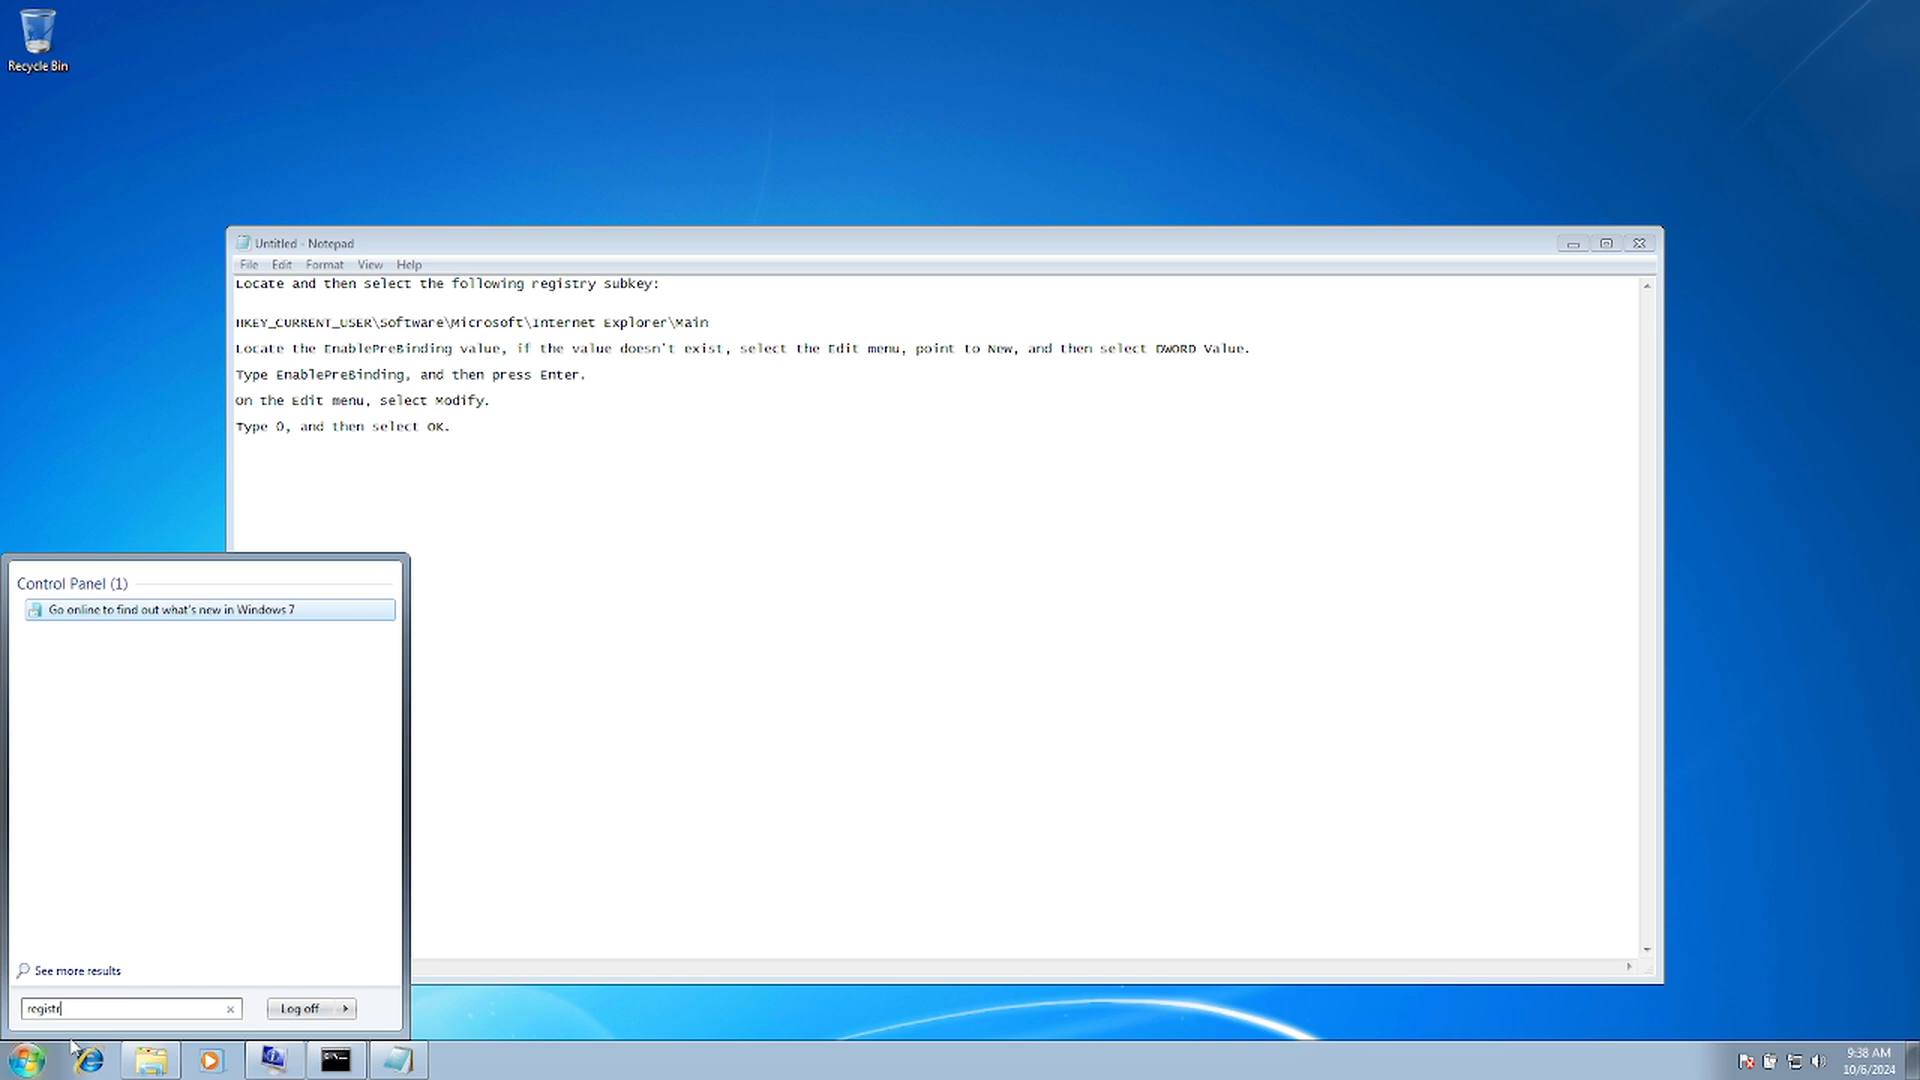 Recycle Bin
Untitled - Notepad
File Edit Format View Help
Locate and then select the following registry subkey:
HKEY_CURRENT_USER\Software\Microsoft\Internet Explorer\Main
Locate the EnablePreBinding value, if the value doesn't exist, select the Edit menu, point to New, and then select DWORD Value.
Type EnablePreBinding, and then press Enter.
On the Edit menu, select Modify.
Type 0, and then select OK.
Control Panel (1)
Go online to find out what's new in Windows 7
See more results
registr
Log off
9:38 AM
10/6/2024